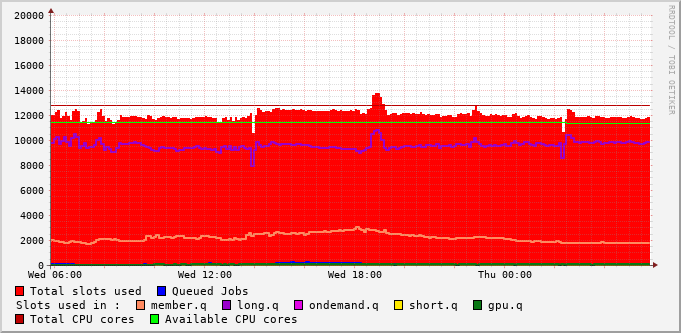 20000
18000
16000
14000
12000
10000
8000
6000
4000
2000
0
Wed 06:00 Wed 12:00 Wed 18:00 Thu 00:00
RRDTOOL / TOBI OETIKER
Total slots used Queued Jobs
Slots used in : member.q long.q ondemand.q short.q gpu.q
Total CPU cores Available CPU cores